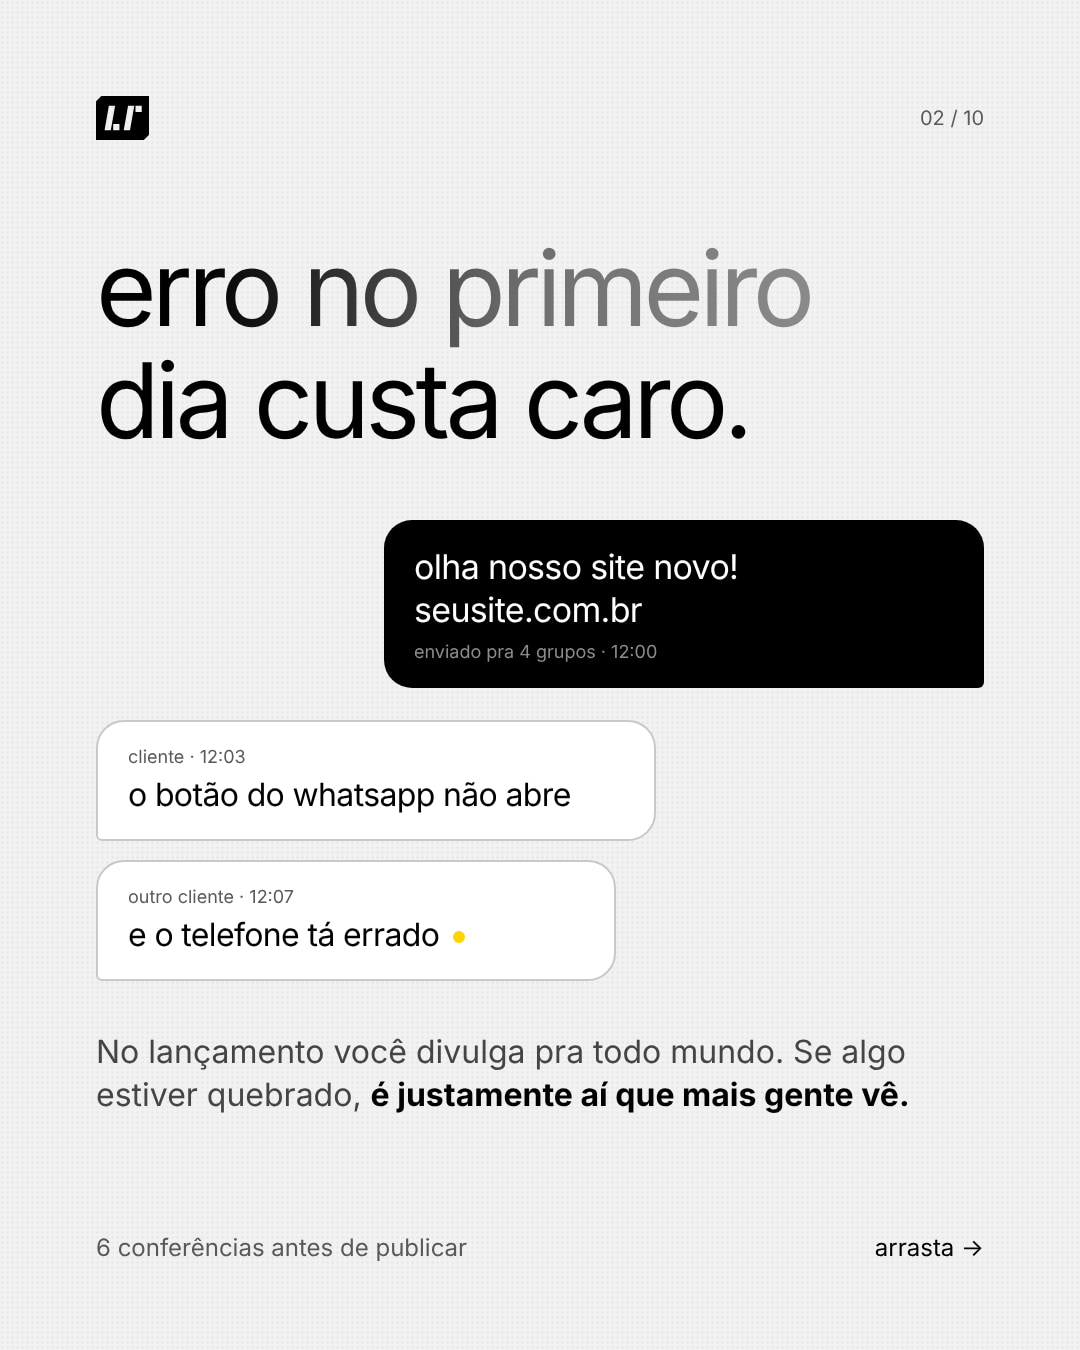 02 / 10
erro no primeiro
dia custa caro.
olha nosso site novo!
seusite.com.br
enviado pra 4 grupos · 12:00
cliente · 12:03
o botão do whatsapp não abre
outro cliente · 12:07
e o telefone tá errado
No lançamento você divulga pra todo mundo. Se algo
estiver quebrado, é justamente aí que mais gente vê.
6 conferências antes de publicar
arrasta →